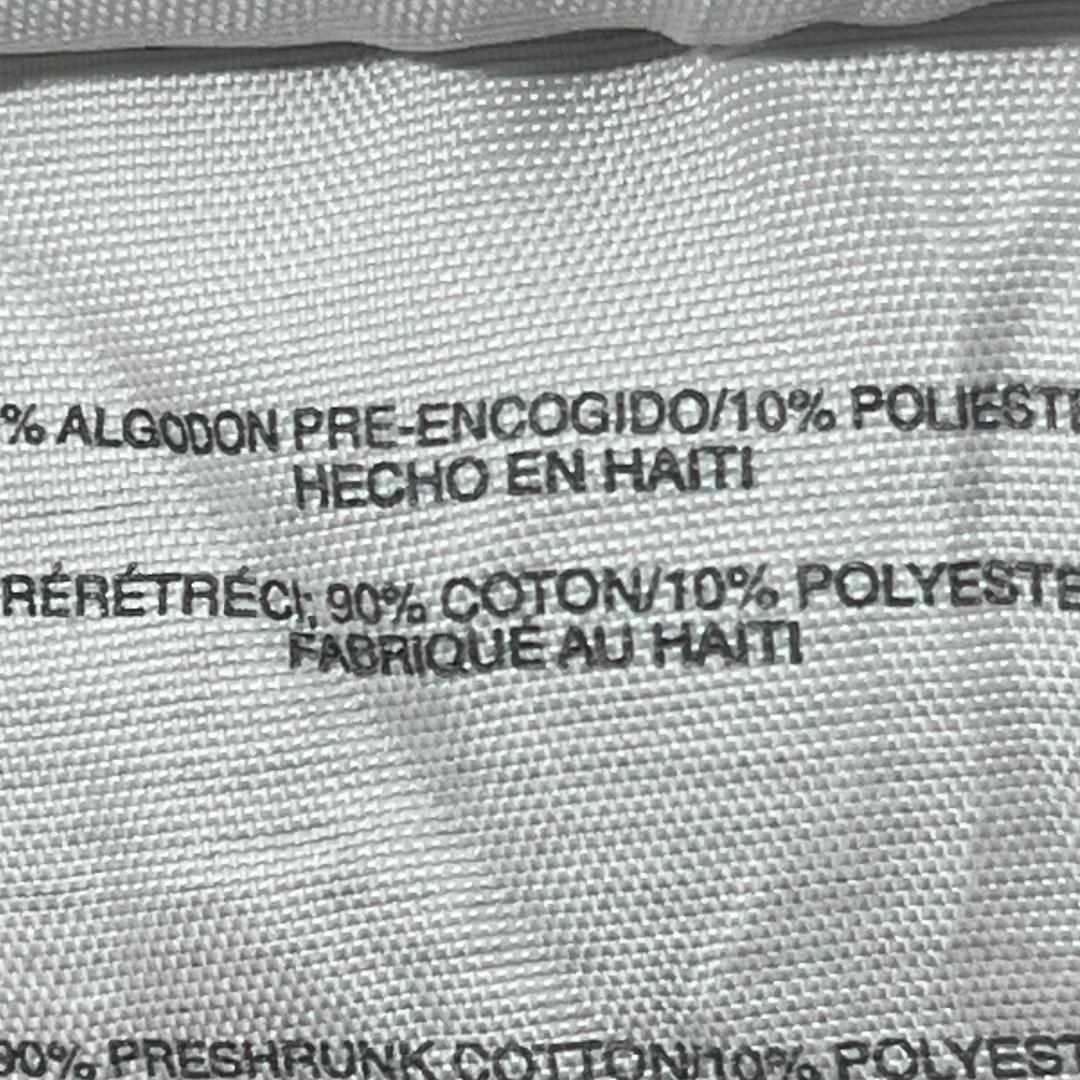 % ALGODON PRE-ENCOGIDO/10% POLIESTE
HECHO EN HAITI
RÉRÉTRÉCI; 90% COTON/10% POLYESTE
FABRIQUÉ AU HAITI
90% PRESHRUNK COTTON/10% POLYEST